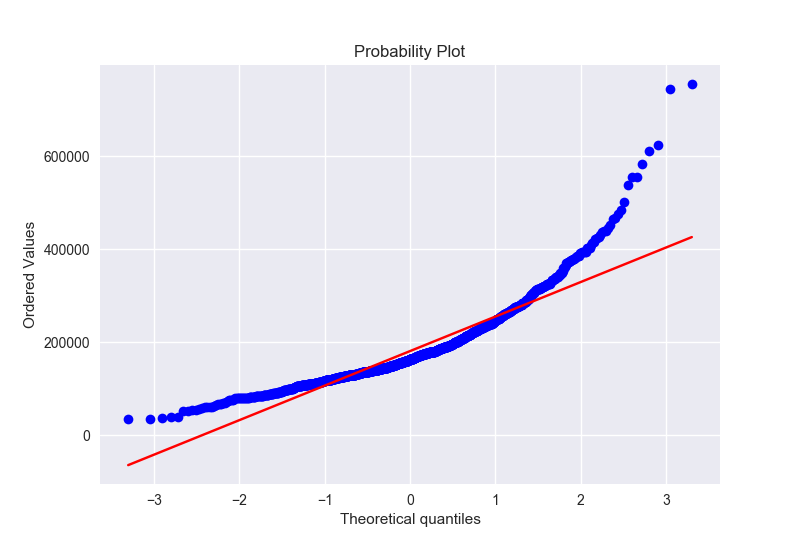 Probability Plot
Ordered Values
600000
400000
200000
0
−3 −2 −1 0 1 2 3
Theoretical quantiles